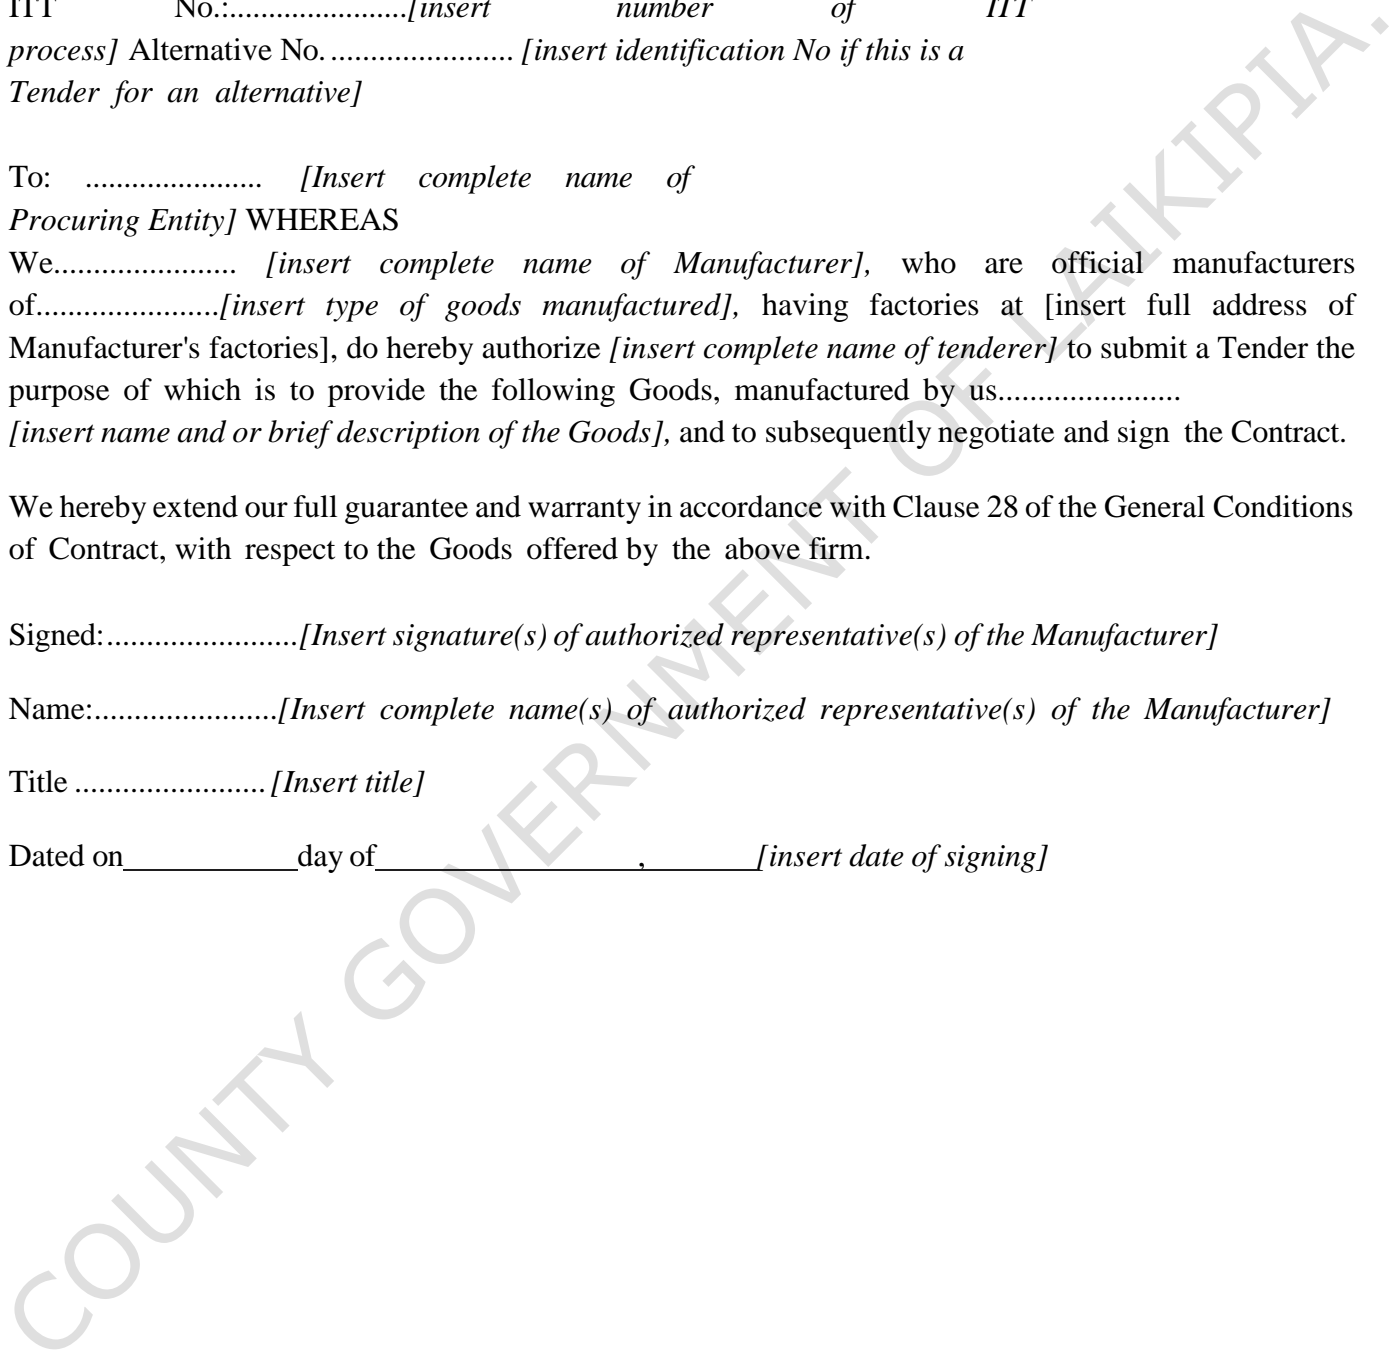 ITT No.:.......................[insert number of ITT
process] Alternative No. ........................ [insert identification No if this is a
Tender for an alternative]
To: ....................... [Insert complete name of
Procuring Entity] WHEREAS
We........................ [insert complete name of Manufacturer], who are official manufacturers
of........................[insert type of goods manufactured], having factories at [insert full address of
Manufacturer's factories], do hereby authorize [insert complete name of tenderer] to submit a Tender the
purpose of which is to provide the following Goods, manufactured by us........................
[insert name and or brief description of the Goods], and to subsequently negotiate and sign the Contract.
We hereby extend our full guarantee and warranty in accordance with Clause 28 of the General Conditions
of Contract, with respect to the Goods offered by the above firm.
Signed:.........................[Insert signature(s) of authorized representative(s) of the Manufacturer]
Name:........................[Insert complete name(s) of authorized representative(s) of the Manufacturer]
Title ......................... [Insert title]
Dated on___________day of_________________,_______[insert date of signing]
COUNTY GOVERNMENT OF LAIKIPIA.